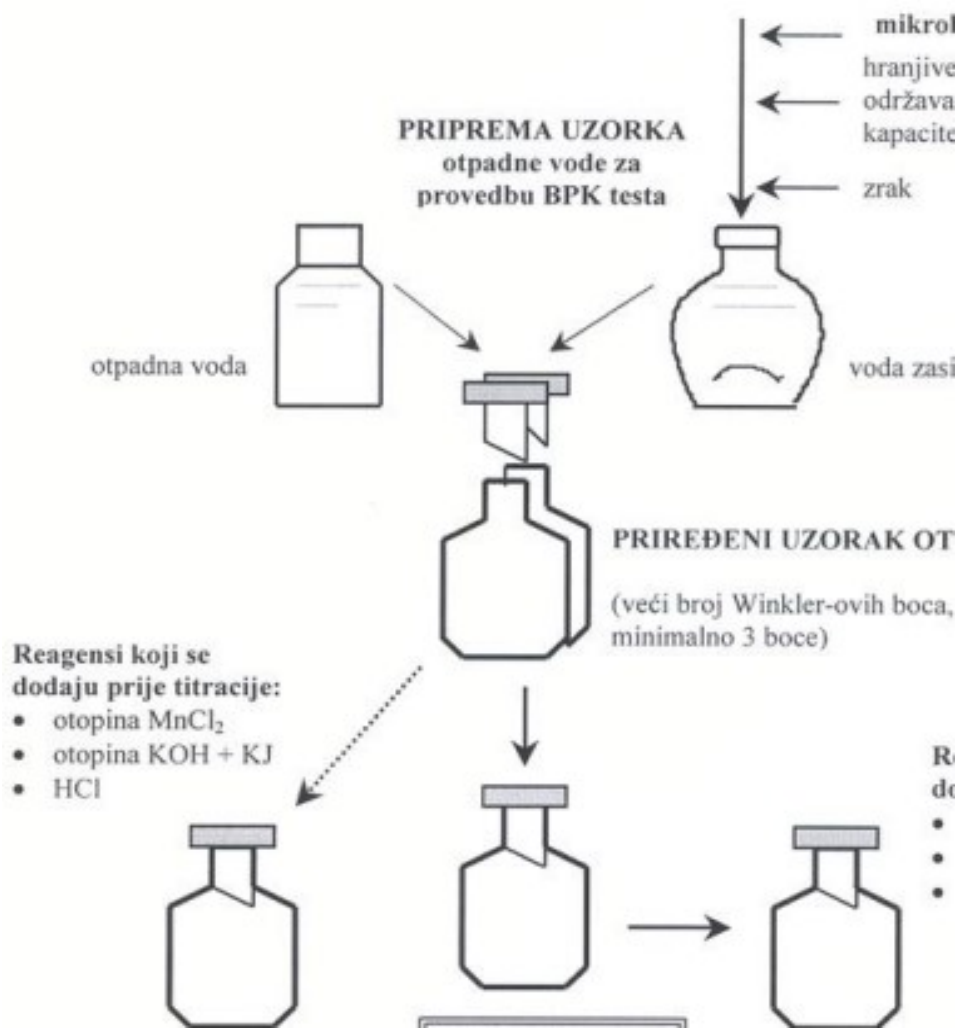 mikrol
hranjive
održava
kapacite
zrak
PRIPREMA UZORKA
otpadne vode za
provedbu BPK testa
otpadna voda
voda zasi
PRIREĐENI UZORAK OT
(veći broj Winkler-ovih boca,
minimalno 3 boce)
Reagensi koji se
dodaju prije titracije:
• otopina MnCl₂
• otopina KOH + KJ
• HCl
Re
do
•
•
•